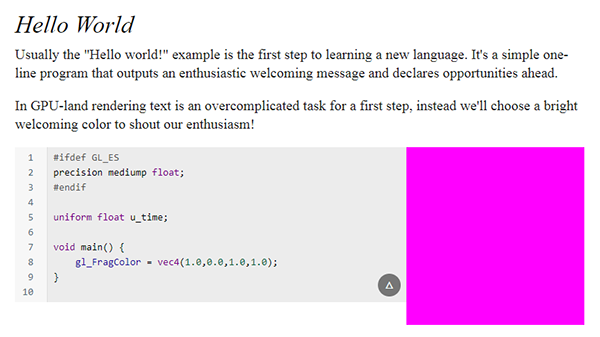 Hello World
Usually the "Hello world!" example is the first step to learning a new language. It's a simple one-
line program that outputs an enthusiastic welcoming message and declares opportunities ahead.
In GPU-land rendering text is an overcomplicated task for a first step, instead we'll choose a bright
welcoming color to shout our enthusiasm!
1 #ifdef GL_ES
2 precision mediump float;
3 #endif
4
5 uniform float u_time;
6
7 void main() {
8     gl_FragColor = vec4(1.0,0.0,1.0,1.0);
9 }
10